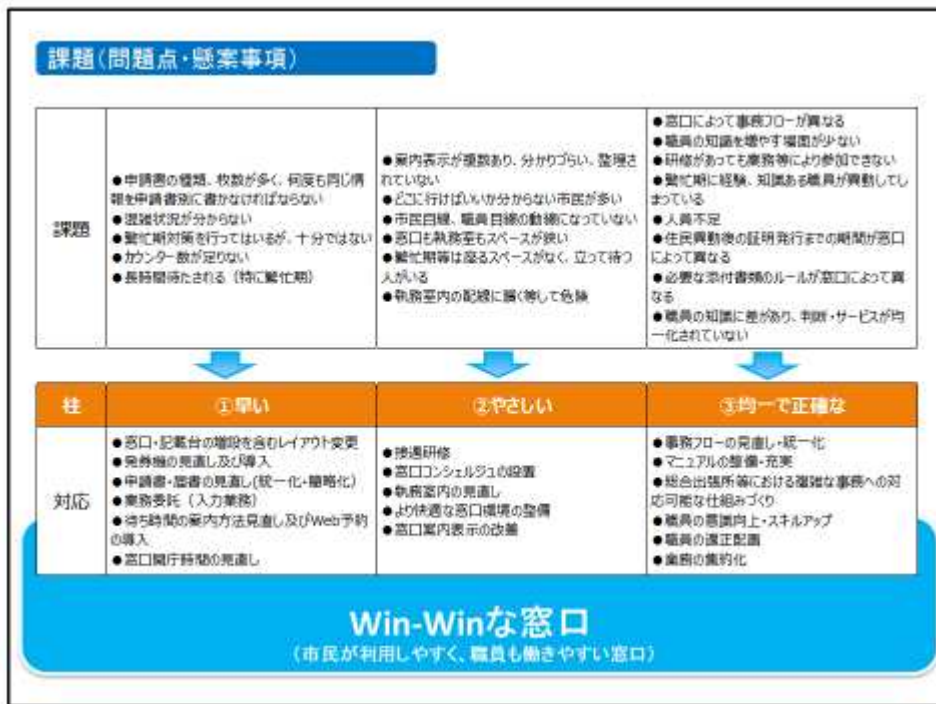 課題（問題点・懸案事項）
課題
●申請書の種類、枚数が多く、何度も同じ情
報を申請書別に書かなければならない
●混雑状況が分からない
●繁忙期対策を行ってはいるが、十分ではない
●カウンター数が足りない
●長時間待たされる（特に繁忙期）
●案内表示が複数あり、分かりづらい、整理さ
れていない
●どこに行けばいいか分からない市民が多い
●市民目線、職員目線の動線になっていない
●窓口も執務室もスペースが狭い
●繁忙期等は座るスペースがなく、立って待つ
人がいる
●執務室内の配線に躓く等して危険
●窓口によって事務フローが異なる
●職員の知識を増やす場面が少ない
●研修があっても業務等により参加できない
●繁忙期に経験、知識ある職員が異動してし
まっている
●人員不足
●住民異動後の証明発行までの期間が窓口
によって異なる
●必要な添付書類のルールが窓口によって異
なる
●職員の知識に差があり、判断・サービスが均
一化されていない
柱
①早い
②やさしい
③均一で正確な
対応
●窓口・記載台の増設を含むレイアウト変更
●発券機の見直し及び導入
●申請書・届書の見直し(統一化・簡略化）
●業務委託（入力業務）
●待ち時間の案内方法見直し及びWeb予約
の導入
●窓口開庁時間の見直し
●接遇研修
●窓口コンシェルジュの設置
●執務室内の見直し
●より快適な窓口環境の整備
●窓口案内表示の改善
●事務フローの見直し・統一化
●マニュアルの整備・充実
●総合出張所等における複雑な事務への対
応可能な仕組みづくり
●職員の意識向上・スキルアップ
●職員の適正配置
●業務の集約化
Win-Winな窓口
（市民が利用しやすく、職員も働きやすい窓口）